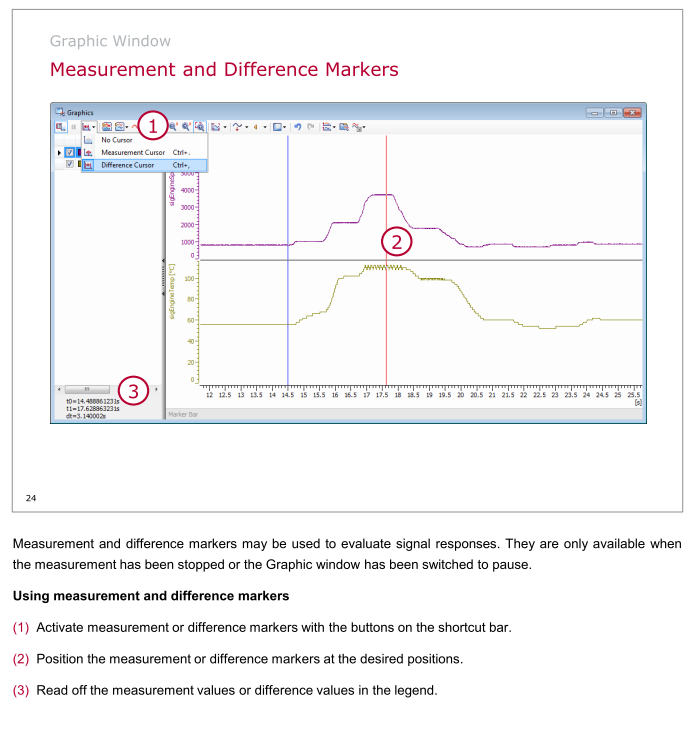 Graphic Window
Measurement and Difference Markers
Graphics
1
No Cursor
Measurement Cursor Ctrl+.
Difference Cursor Ctrl+,
sigEngineSp
5000
4000
3000
2000
1000
0
2
sigEngineTemp [°C]
100
80
60
40
20
0
12 12.5 13 13.5 14 14.5 15 15.5 16 16.5 17 17.5 18 18.5 19 19.5 20 20.5 21 21.5 22 22.5 23 23.5 24 24.5 25 25.5
[s]
3
t0=14.488861231s
t1=17.628863231s
dt=3.140002s
Marker Bar
24
Measurement and difference markers may be used to evaluate signal responses. They are only available when
the measurement has been stopped or the Graphic window has been switched to pause.
Using measurement and difference markers
(1) Activate measurement or difference markers with the buttons on the shortcut bar.
(2) Position the measurement or difference markers at the desired positions.
(3) Read off the measurement values or difference values in the legend.